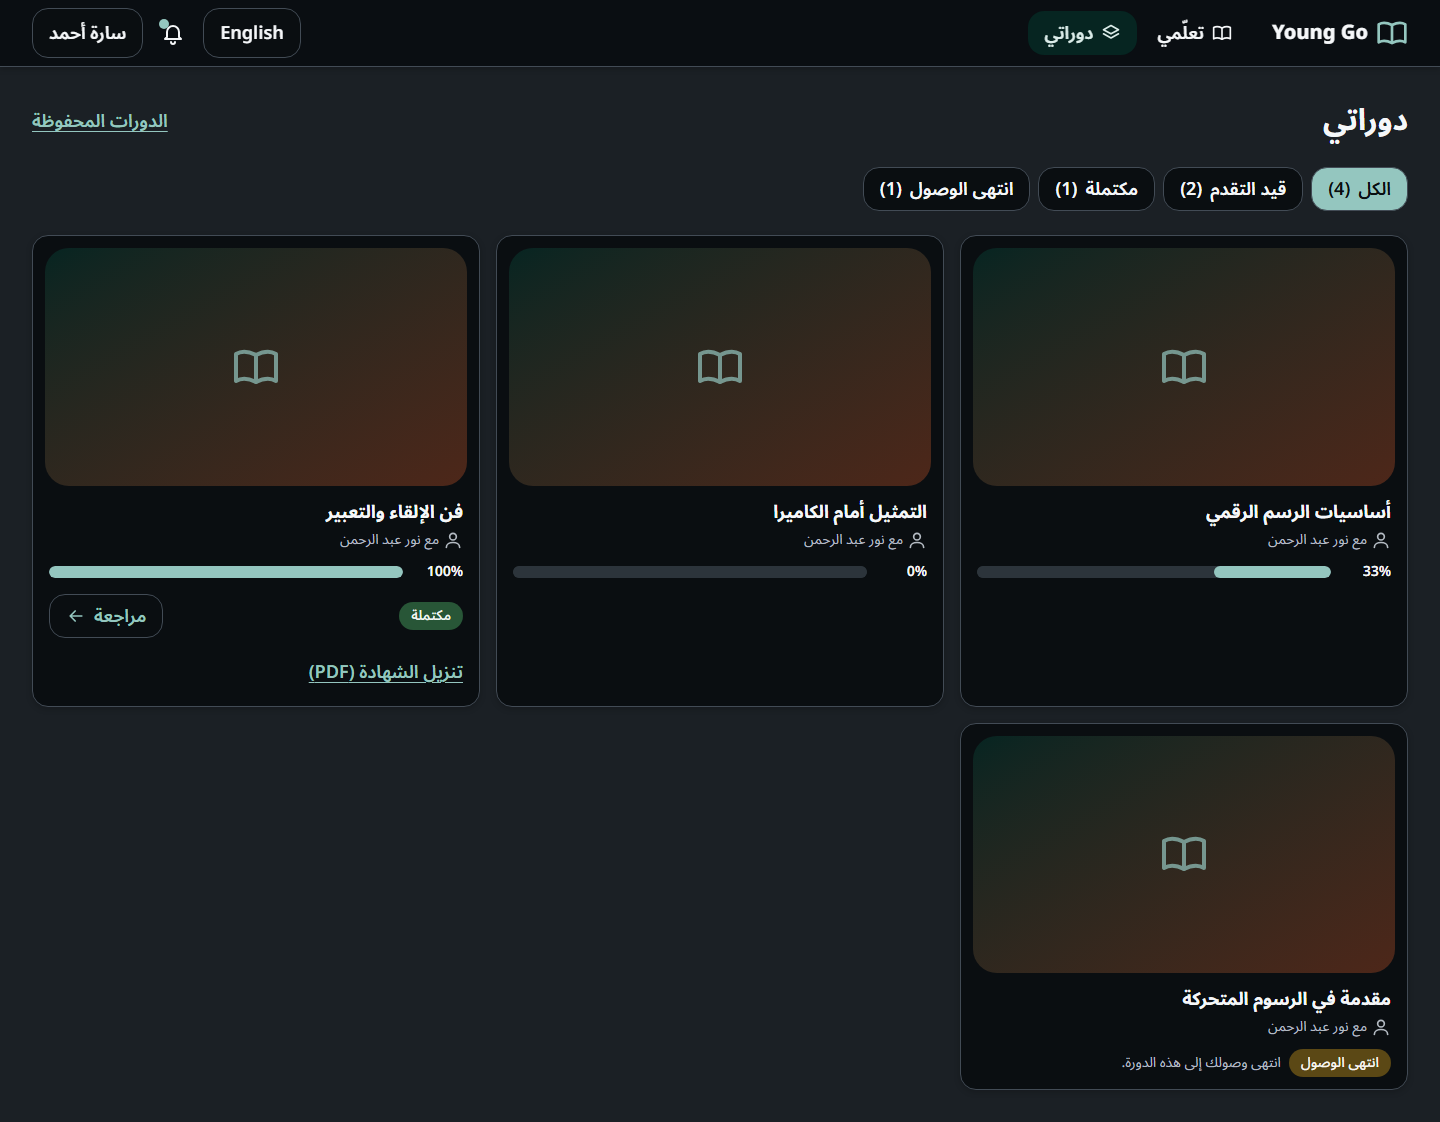 Young Go
تعلّمي
دوراتي
English
سارة أحمد
دوراتي
الدورات المحفوظة
الكل (4)
قيد التقدم (2)
مكتملة (1)
انتهى الوصول (1)
أساسيات الرسم الرقمي
مع نور عبد الرحمن
33%
التمثيل أمام الكاميرا
مع نور عبد الرحمن
0%
فن الإلقاء والتعبير
مع نور عبد الرحمن
100%
مكتملة
مراجعة
تنزيل الشهادة (PDF)
مقدمة في الرسوم المتحركة
مع نور عبد الرحمن
انتهى الوصول
انتهى وصولك إلى هذه الدورة.